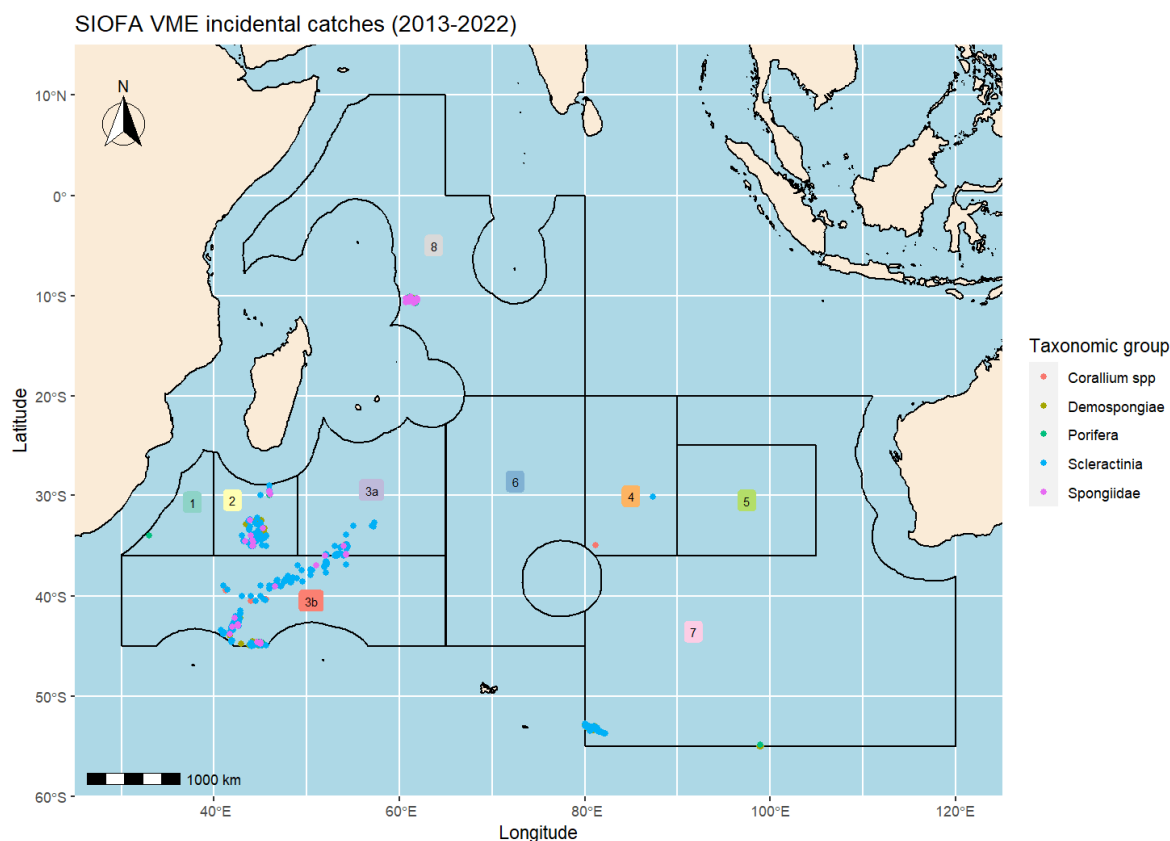 SIOFA VME incidental catches (2013-2022)
N
10°N
0°
10°S
20°S
30°S
40°S
50°S
60°S
Latitude
8
1
2
3a
6
4
5
3b
7
1000 km
40°E
60°E
80°E
100°E
120°E
Longitude
Taxonomic group
Corallium spp
Demospongiae
Porifera
Scleractinia
Spongiidae